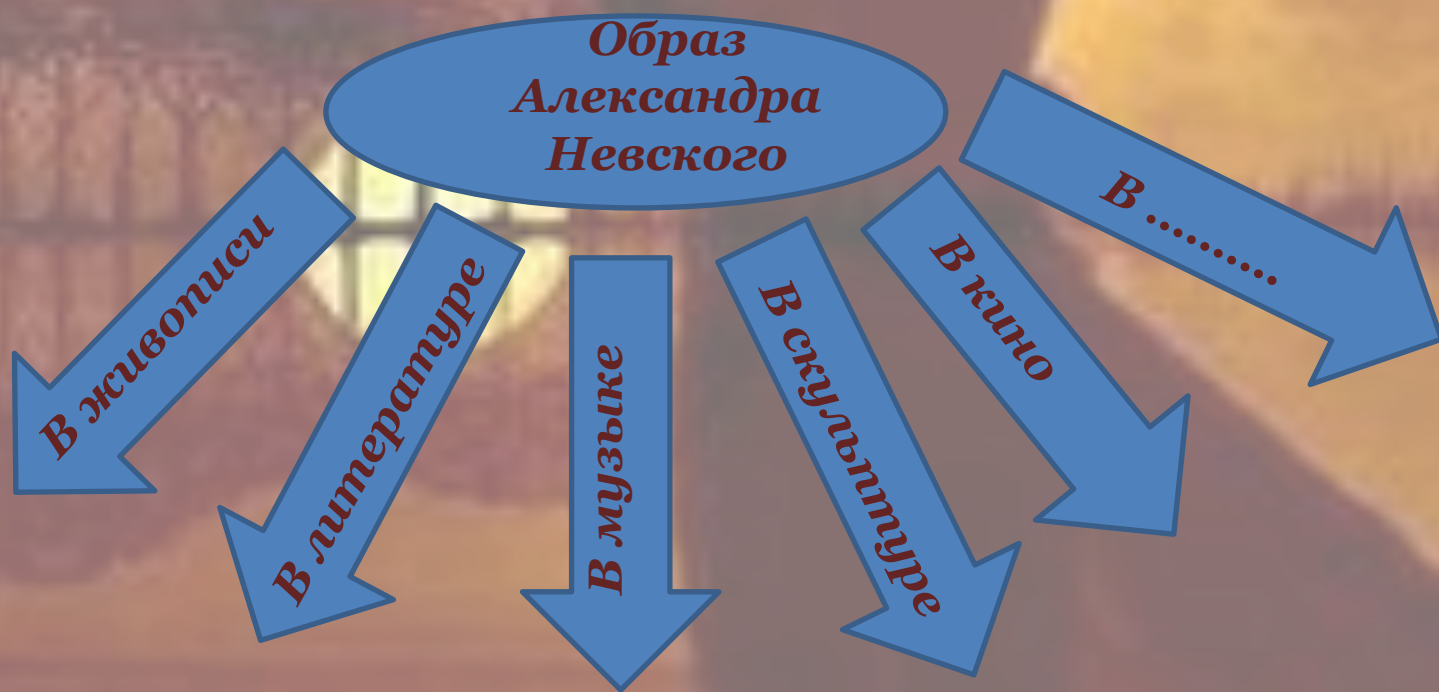 Образ
Александра
Невского
В живописи
В литературе
В музыке
В скульптуре
В кино
В ..........